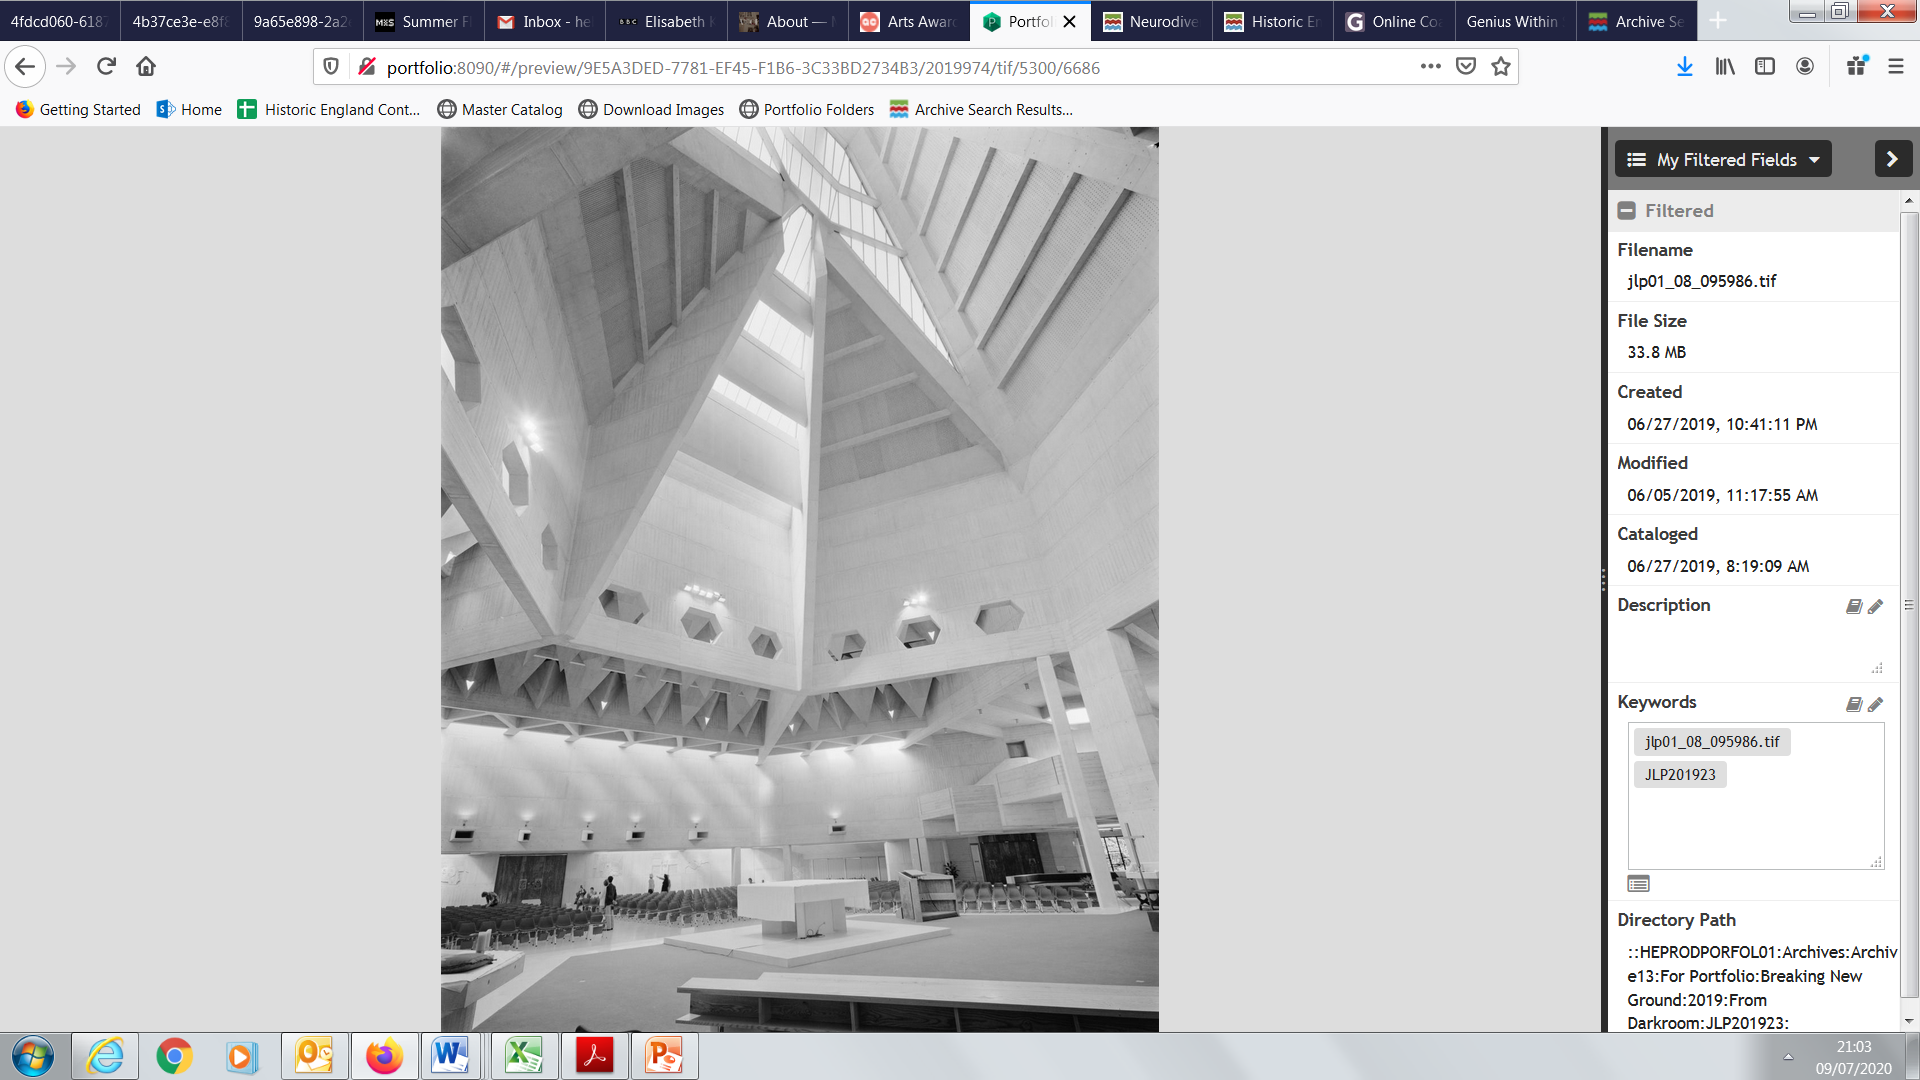 4fdcd060-6187
4b37ce3e-e8f8
9a65e898-2a2
M&S Summer F
Inbox - he
BBC Elisabeth
About —
ac Arts Awar
Portfol
Neurodive
Historic En
Online Co
Genius Within
Archive Se
portfolio:8090/#/preview/9E5A3DED-7781-EF45-F1B6-3C33BD2734B3/2019974/tif/5300/6686
Getting Started
Home
Historic England Cont...
Master Catalog
Download Images
Portfolio Folders
Archive Search Results...
My Filtered Fields
Filtered
Filename
jlp01_08_095986.tif
File Size
33.8 MB
Created
06/27/2019, 10:41:11 PM
Modified
06/05/2019, 11:17:55 AM
Cataloged
06/27/2019, 8:19:09 AM
Description
Keywords
jlp01_08_095986.tif
JLP201923
Directory Path
::HEPRODPORFOL01:Archives:Archiv
e13:For Portfolio:Breaking New
Ground:2019:From
Darkroom:JLP201923:
21:03
09/07/2020